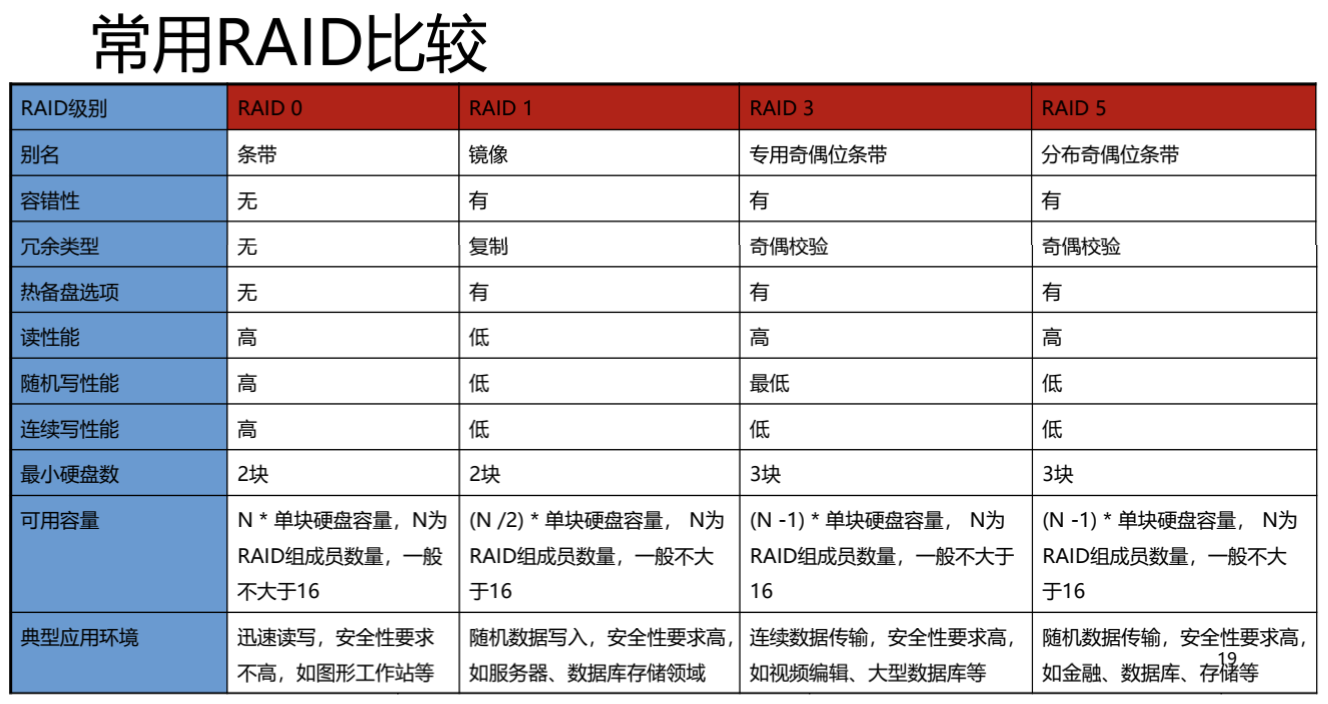 常用RAID比较
RAID级别 RAID 0 RAID 1 RAID 3 RAID 5
别名 条带 镜像 专用奇偶位条带 分布奇偶位条带
容错性 无 有 有 有
冗余类型 无 复制 奇偶校验 奇偶校验
热备盘选项 无 有 有 有
读性能 高 低 高 高
随机写性能 高 低 最低 低
连续写性能 高 低 低 低
最小硬盘数 2块 2块 3块 3块
可用容量 N * 单块硬盘容量，N为 (N /2) * 单块硬盘容量， N为 (N -1) * 单块硬盘容量， N为 (N -1) * 单块硬盘容量， N为
RAID组成员数量，一般 RAID组成员数量，一般不大 RAID组成员数量，一般不大于 RAID组成员数量，一般不大
不大于16 于16 16 于16
典型应用环境 迅速读写，安全性要求 随机数据写入，安全性要求高， 连续数据传输，安全性要求高， 随机数据传输，安全性要求高，
不高，如图形工作站等 如服务器、数据库存储领域 如视频编辑、大型数据库等 如金融、数据库、存储等
19